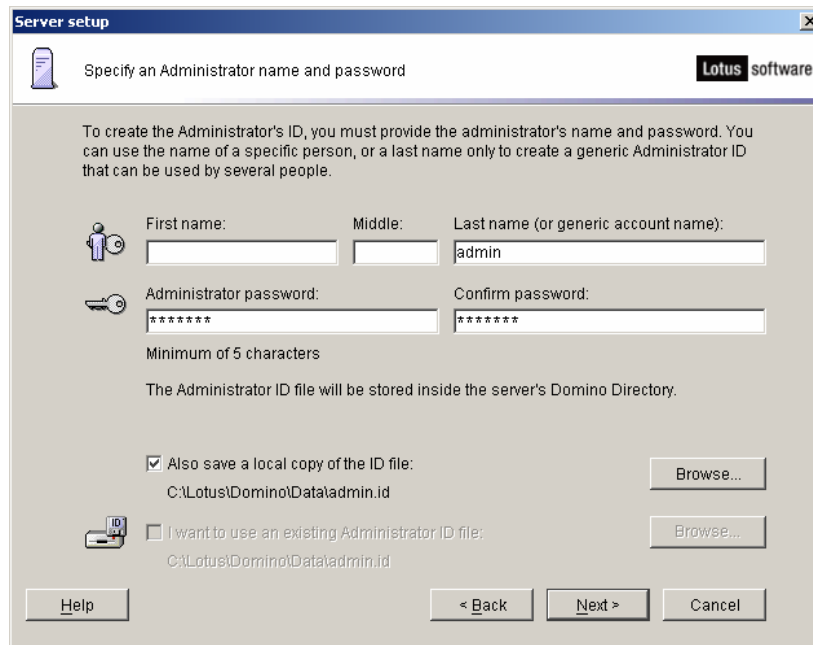 Server setup
Specify an Administrator name and password
Lotus software
To create the Administrator's ID, you must provide the administrator's name and password. You
can use the name of a specific person, or a last name only to create a generic Administrator ID
that can be used by several people.
First name: Middle: Last name (or generic account name):
admin
Administrator password: Confirm password:
******* *******
Minimum of 5 characters
The Administrator ID file will be stored inside the server's Domino Directory.
Also save a local copy of the ID file: Browse...
C:\Lotus\Domino\Data\admin.id
ID
I want to use an existing Administrator ID file: Browse...
C:\Lotus\Domino\Data\admin.id
Help < Back Next > Cancel